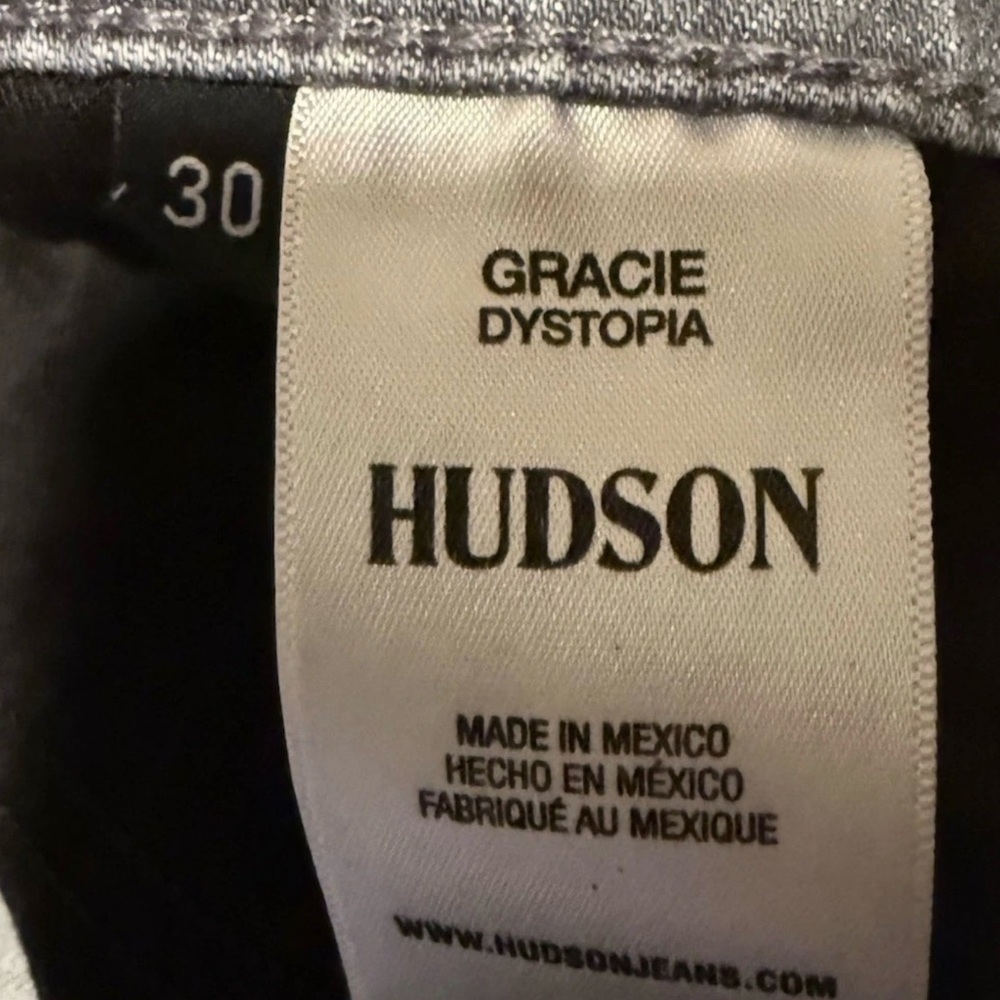 30
GRACIE
DYSTOPIA
HUDSON
MADE IN MEXICO
HECHO EN MÉXICO
FABRIQUÉ AU MEXIQUE
WWW.HUDSONJEANS.COM